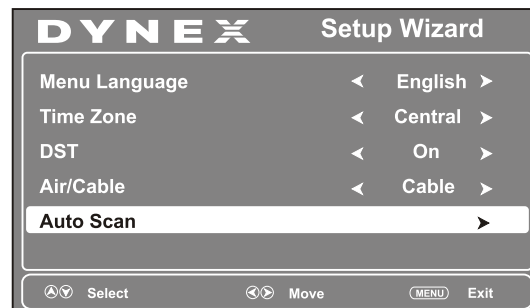 DYNEX Setup Wizard
Menu Language English
Time Zone Central
DST On
Air/Cable Cable
Auto Scan
Select Move MENU Exit